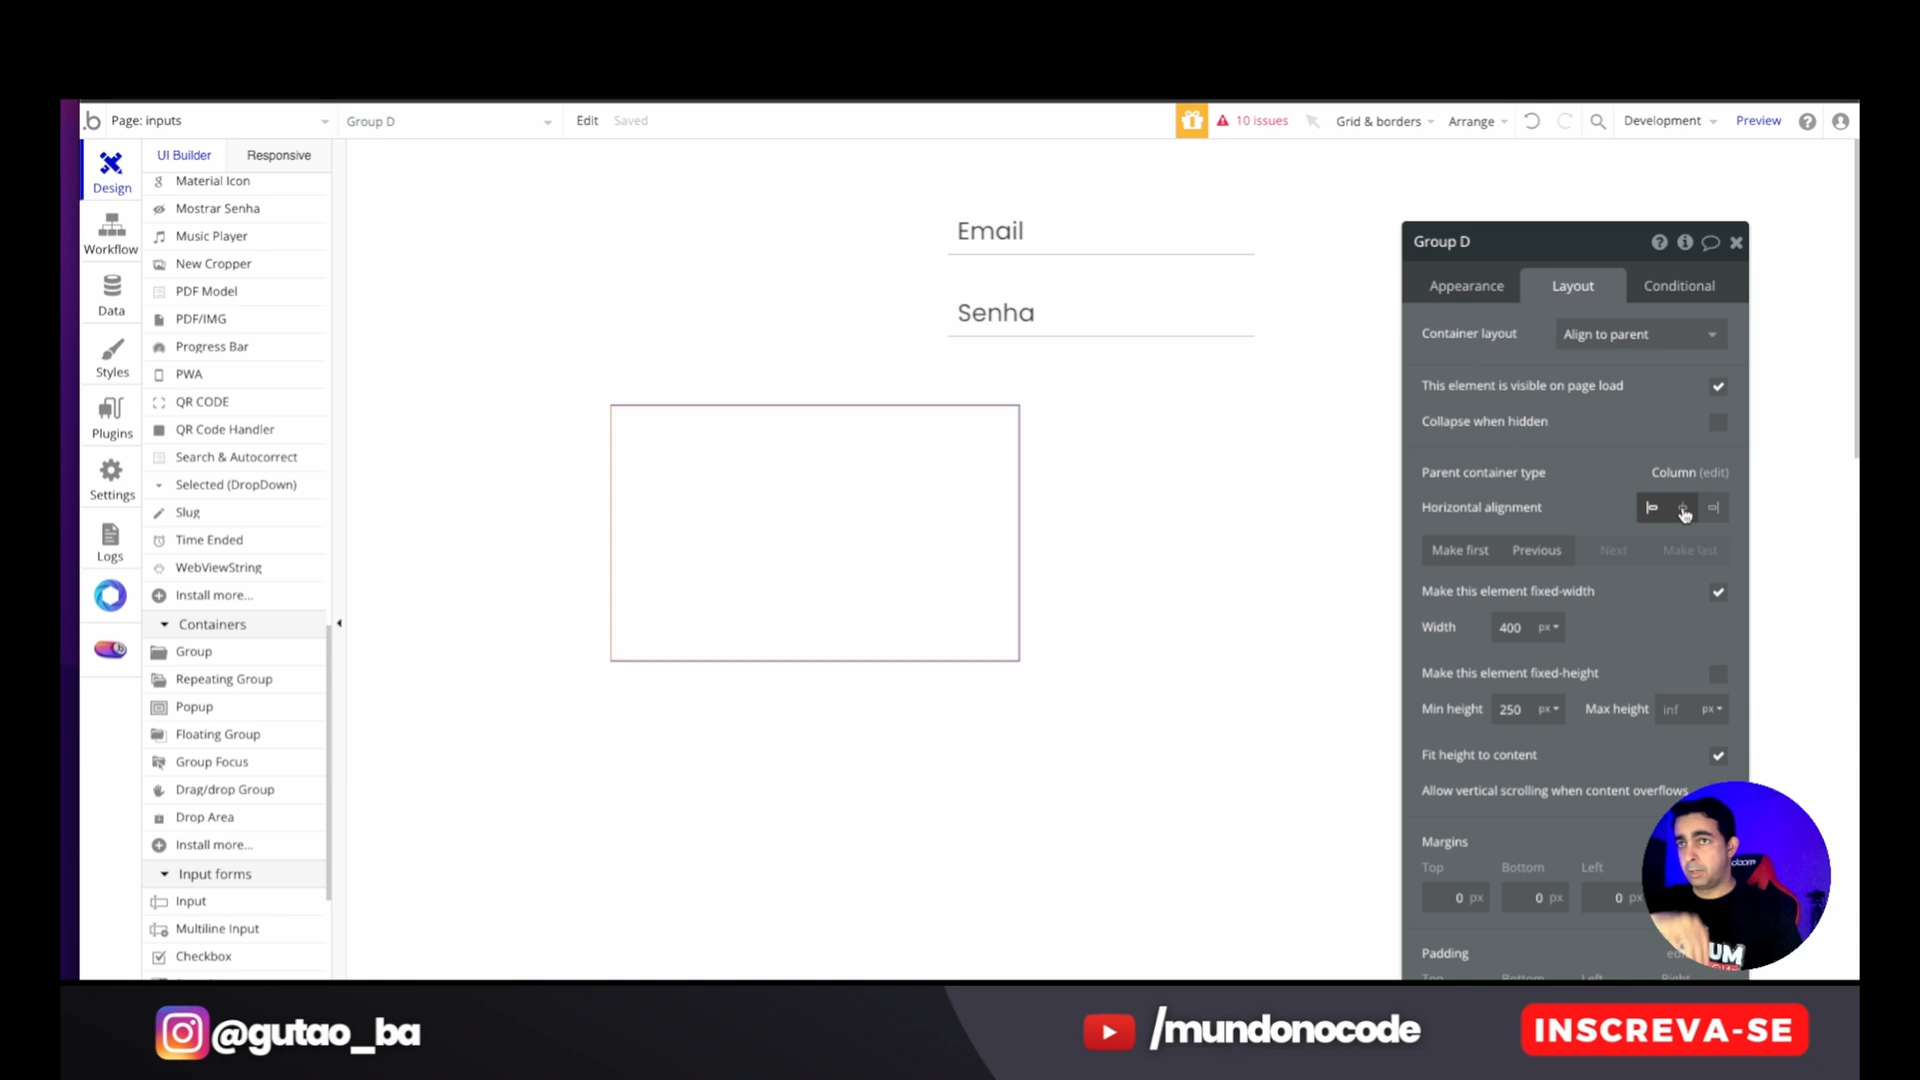 .b Page: inputs
Group D
Edit
Saved
10 issues
Grid & borders
Arrange
Development
Preview
Design
Workflow
Data
Styles
Plugins
Settings
Logs
UI Builder
Responsive
Material Icon
Mostrar Senha
Music Player
New Cropper
PDF Model
PDF/IMG
Progress Bar
PWA
QR CODE
QR Code Handler
Search & Autocorrect
Selected (DropDown)
Slug
Time Ended
WebViewString
Install more...
Containers
Group
Repeating Group
Popup
Floating Group
Group Focus
Drag/drop Group
Drop Area
Install more...
Input forms
Input
Multiline Input
Checkbox
Email
Senha
Group D
Appearance
Layout
Conditional
Container layout Align to parent
This element is visible on page load
Collapse when hidden
Parent container type Column (edit)
Horizontal alignment
Make first Previous Next Make last
Make this element fixed-width
Width 400 px
Make this element fixed-height
Min height 250 px Max height inf px
Fit height to content
Allow vertical scrolling when content overflows
Margins
Top Bottom Left
0 px 0 px 0 px
Padding
Top Bottom Left Right
@gutao_ba
/mundonocode
INSCREVA-SE